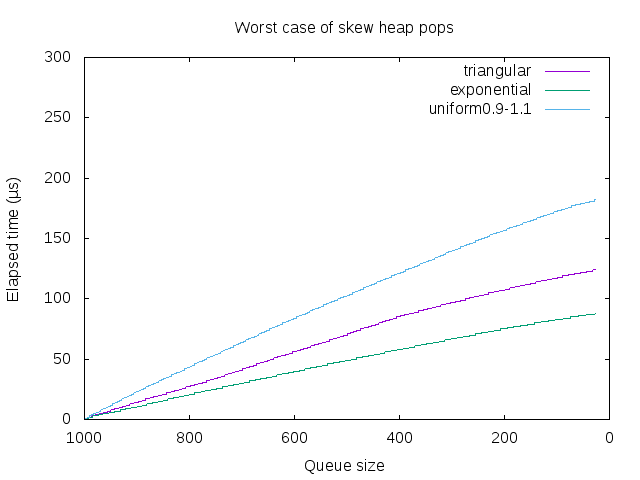 Worst case of skew heap pops
300
250
200
150
100
50
0
Elapsed time (µs)
triangular
exponential
uniform0.9-1.1
1000
800
600
400
200
0
Queue size